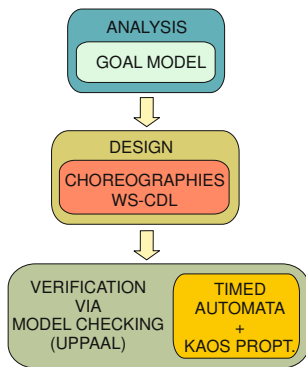 ANALYSIS
GOAL MODEL
DESIGN
CHOREOGRAPHIES
WS-CDL
VERIFICATION
VIA
MODEL CHECKING
(UPPAAL)
TIMED
AUTOMATA
+
KAOS PROPT.